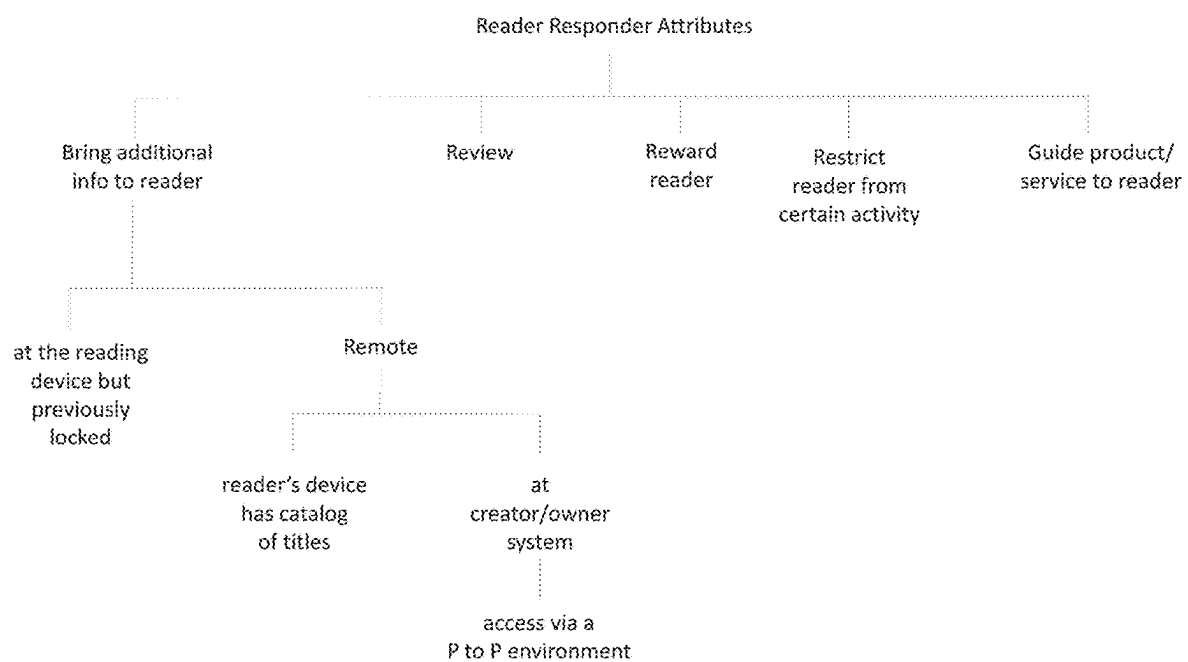 Reader Responder Attributes
Bring additional
info to reader
Review
Reward
reader
Restrict
reader from
certain activity
Guide product/
service to reader
at the reading
device but
previously
locked
Remote
reader's device
has catalog
of titles
at
creator/owner
system
access via a
P to P environment